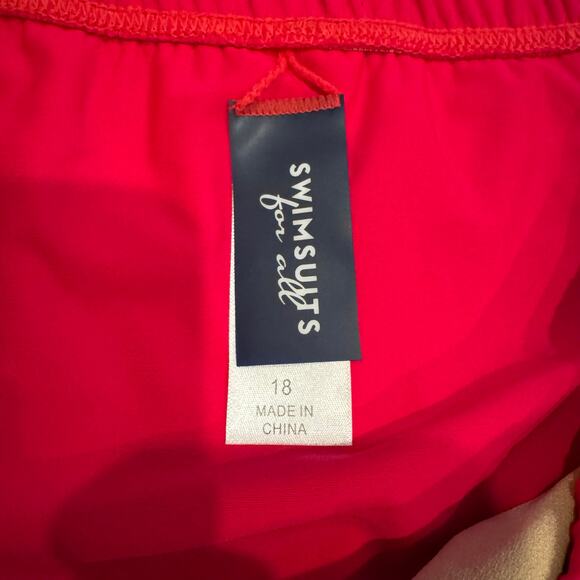 SWIMSUITS
for all
18
MADE IN
CHINA